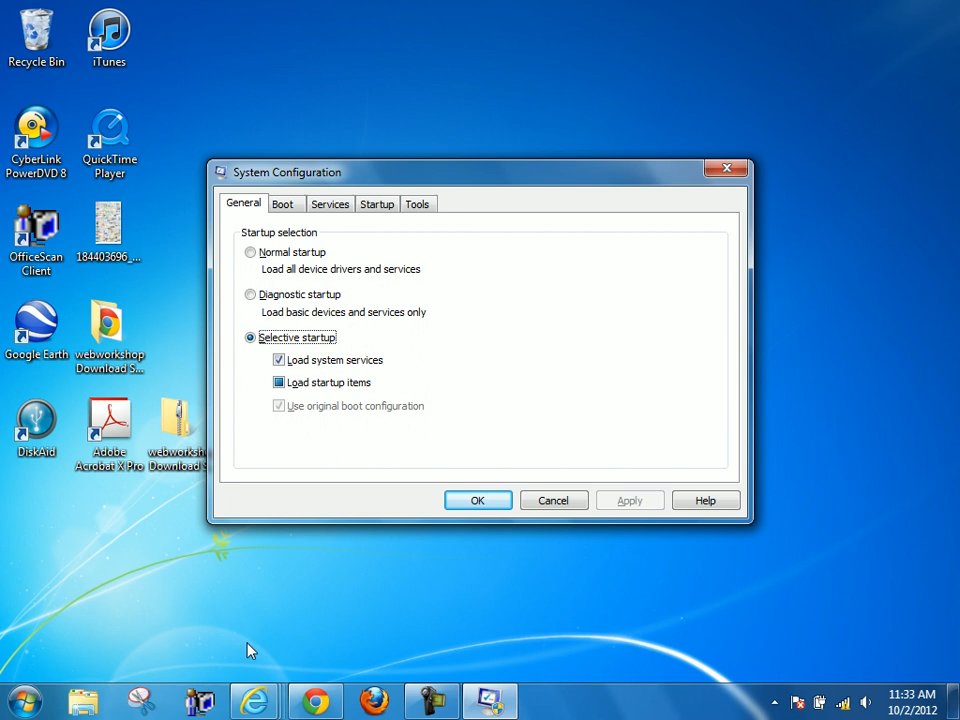 Recycle Bin
iTunes
CyberLink
PowerDVD 8
QuickTime
Player
OfficeScan
Client
184403696_...
Google Earth
webworkshop
Download S...
DiskAid
Adobe
Acrobat X Pro
webworksh
Download S
System Configuration
General
Boot
Services
Startup
Tools
Startup selection
Normal startup
Load all device drivers and services
Diagnostic startup
Load basic devices and services only
Selective startup
Load system services
Load startup items
Use original boot configuration
OK
Cancel
Apply
Help
11:33 AM
10/2/2012